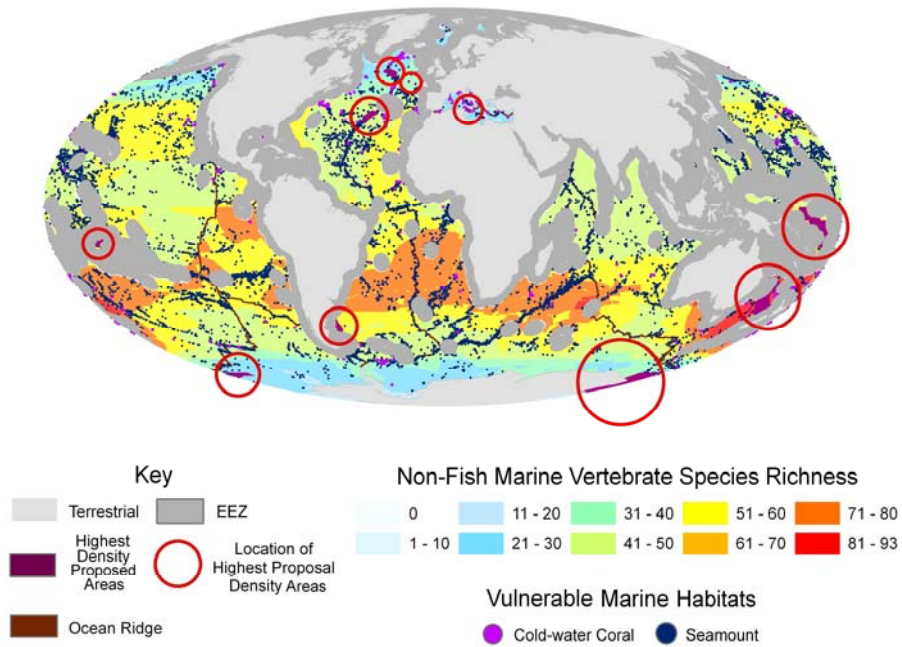 Key
Terrestrial
EEZ
Highest
Density
Proposed
Areas
Location of
Highest Proposal
Density Areas
Ocean Ridge
Non-Fish Marine Vertebrate Species Richness
0 11 - 20 31 - 40 51 - 60 71 - 80
1 - 10 21 - 30 41 - 50 61 - 70 81 - 93
Vulnerable Marine Habitats
Cold-water Coral Seamount